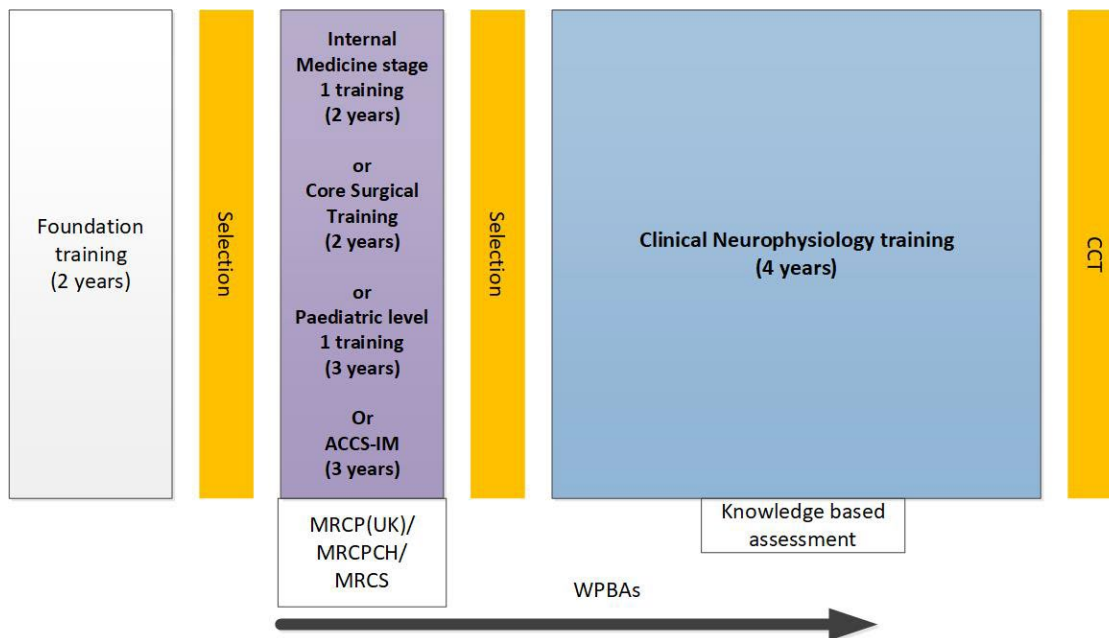 Foundation
training
(2 years)
Selection
Internal
Medicine stage
1 training
(2 years)
or
Core Surgical
Training
(2 years)
or
Paediatric level
1 training
(3 years)
Or
ACCS-IM
(3 years)
MRCP(UK)/
MRCPCH/
MRCS
Selection
Clinical Neurophysiology training
(4 years)
Knowledge based
assessment
CCT
WPBAs